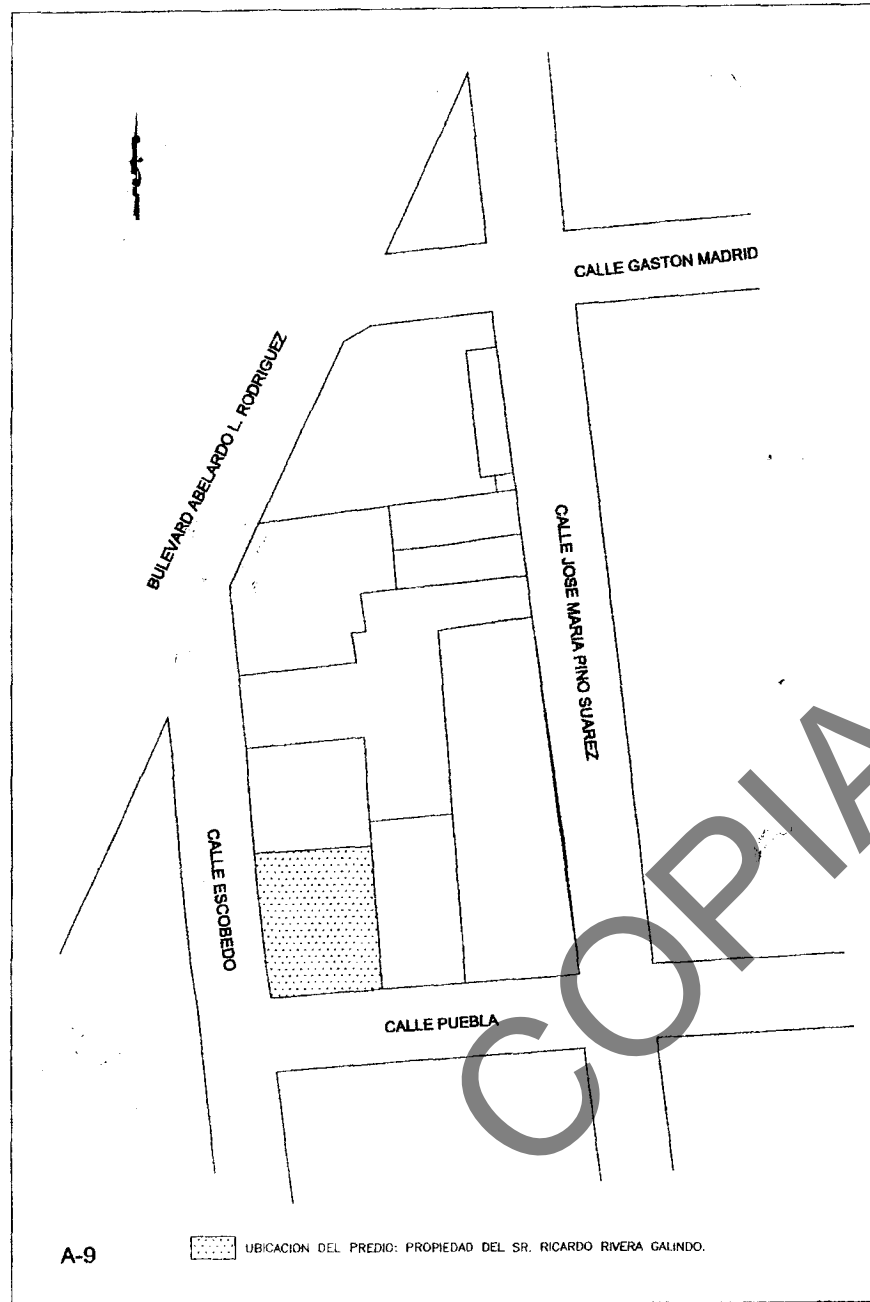 CALLE GASTON MADRID
BULEVARD ABELARDO L. RODRIGUEZ
CALLE JOSE MARIA PINO SUAREZ
CALLE ESCOBEDO
CALLE PUEBLA
COPIA
A-9
UBICACION DEL PREDIO: PROPIEDAD DEL SR. RICARDO RIVERA GALINDO.